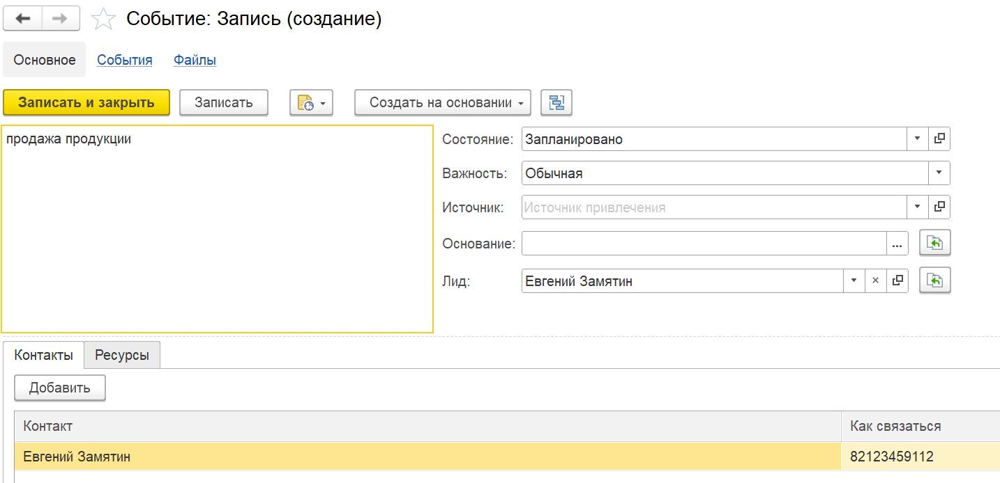 Событие: Запись (создание)
Основное События Файлы
Записать и закрыть Записать Создать на основании
продажа продукции
Состояние: Запланировано
Важность: Обычная
Источник: Источник привлечения
Основание: ...
Лид: Евгений Замятин
Контакты Ресурсы
Добавить
Контакт Как связаться
Евгений Замятин 82123459112